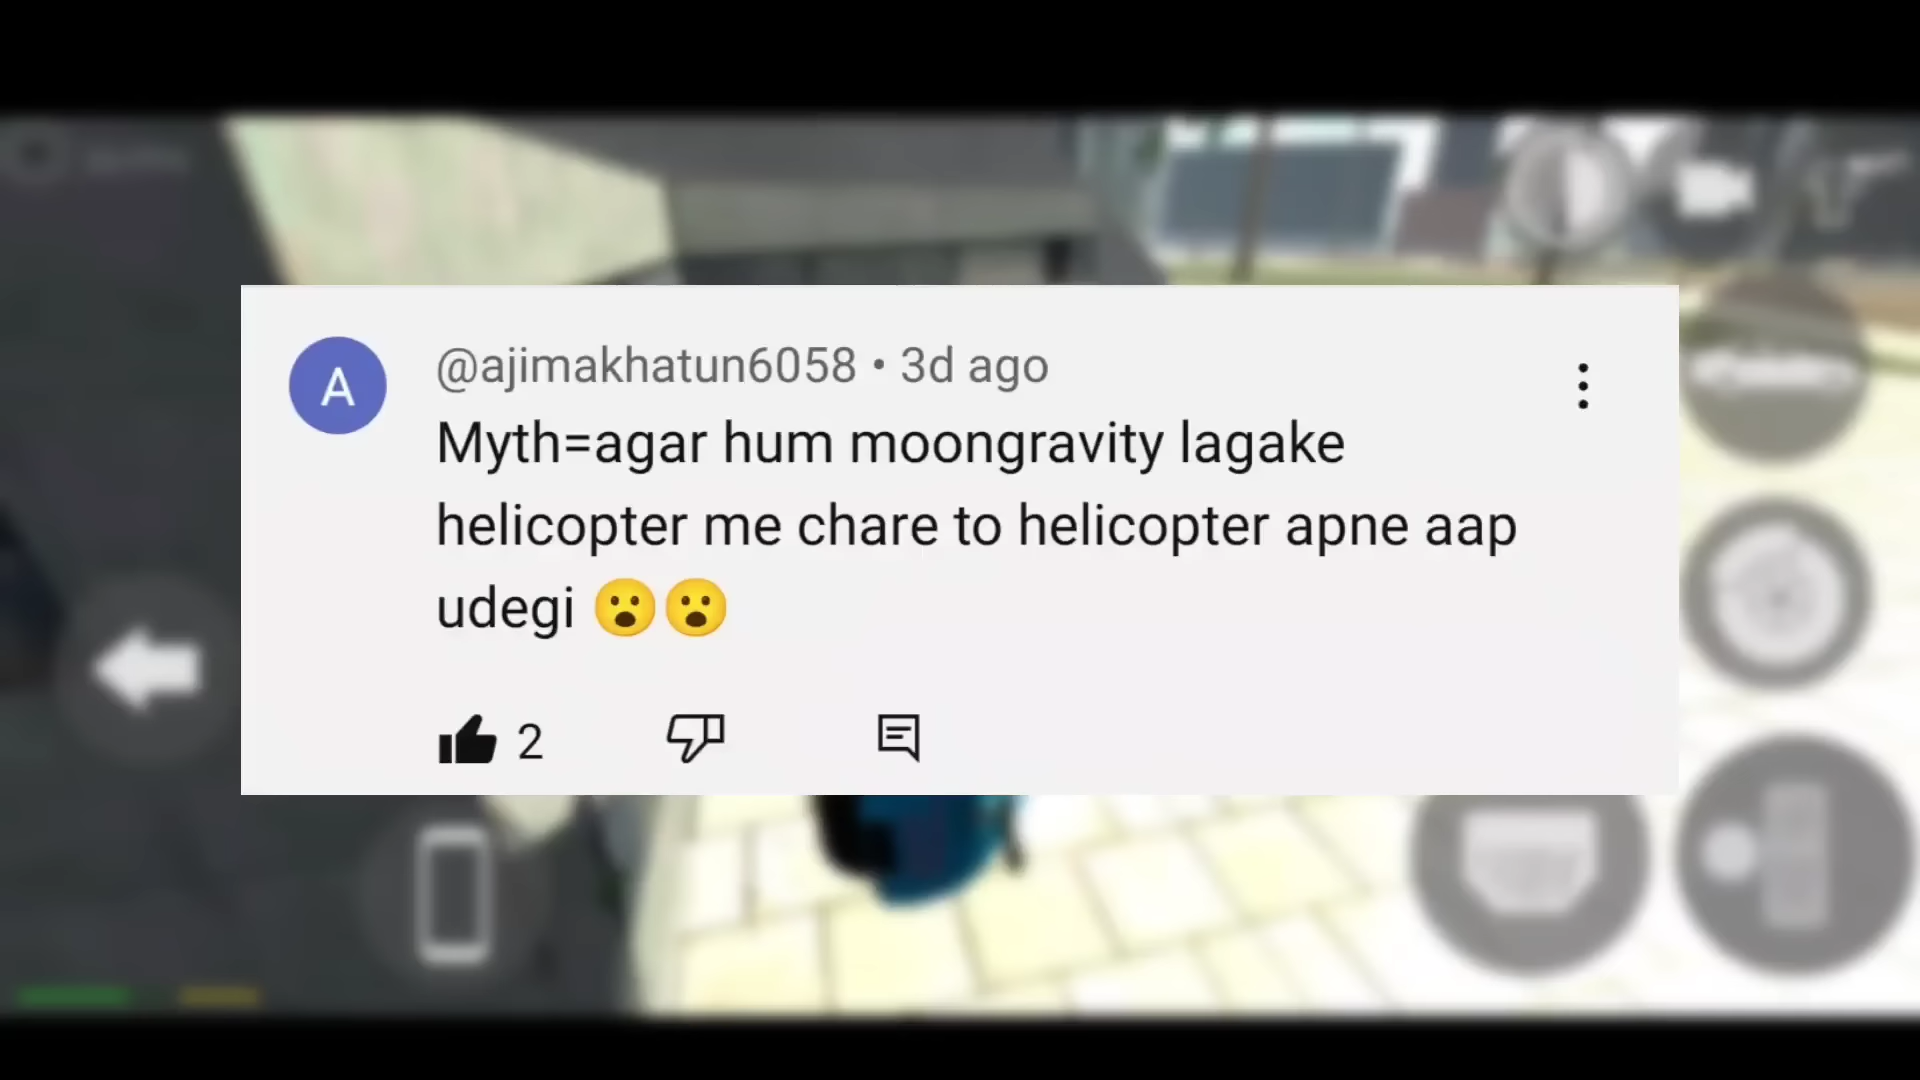 A
@ajimakhatun6058 • 3d ago
Myth=agar hum moongravity lagake
helicopter me chare to helicopter apne aap
udegi 😮😮
2